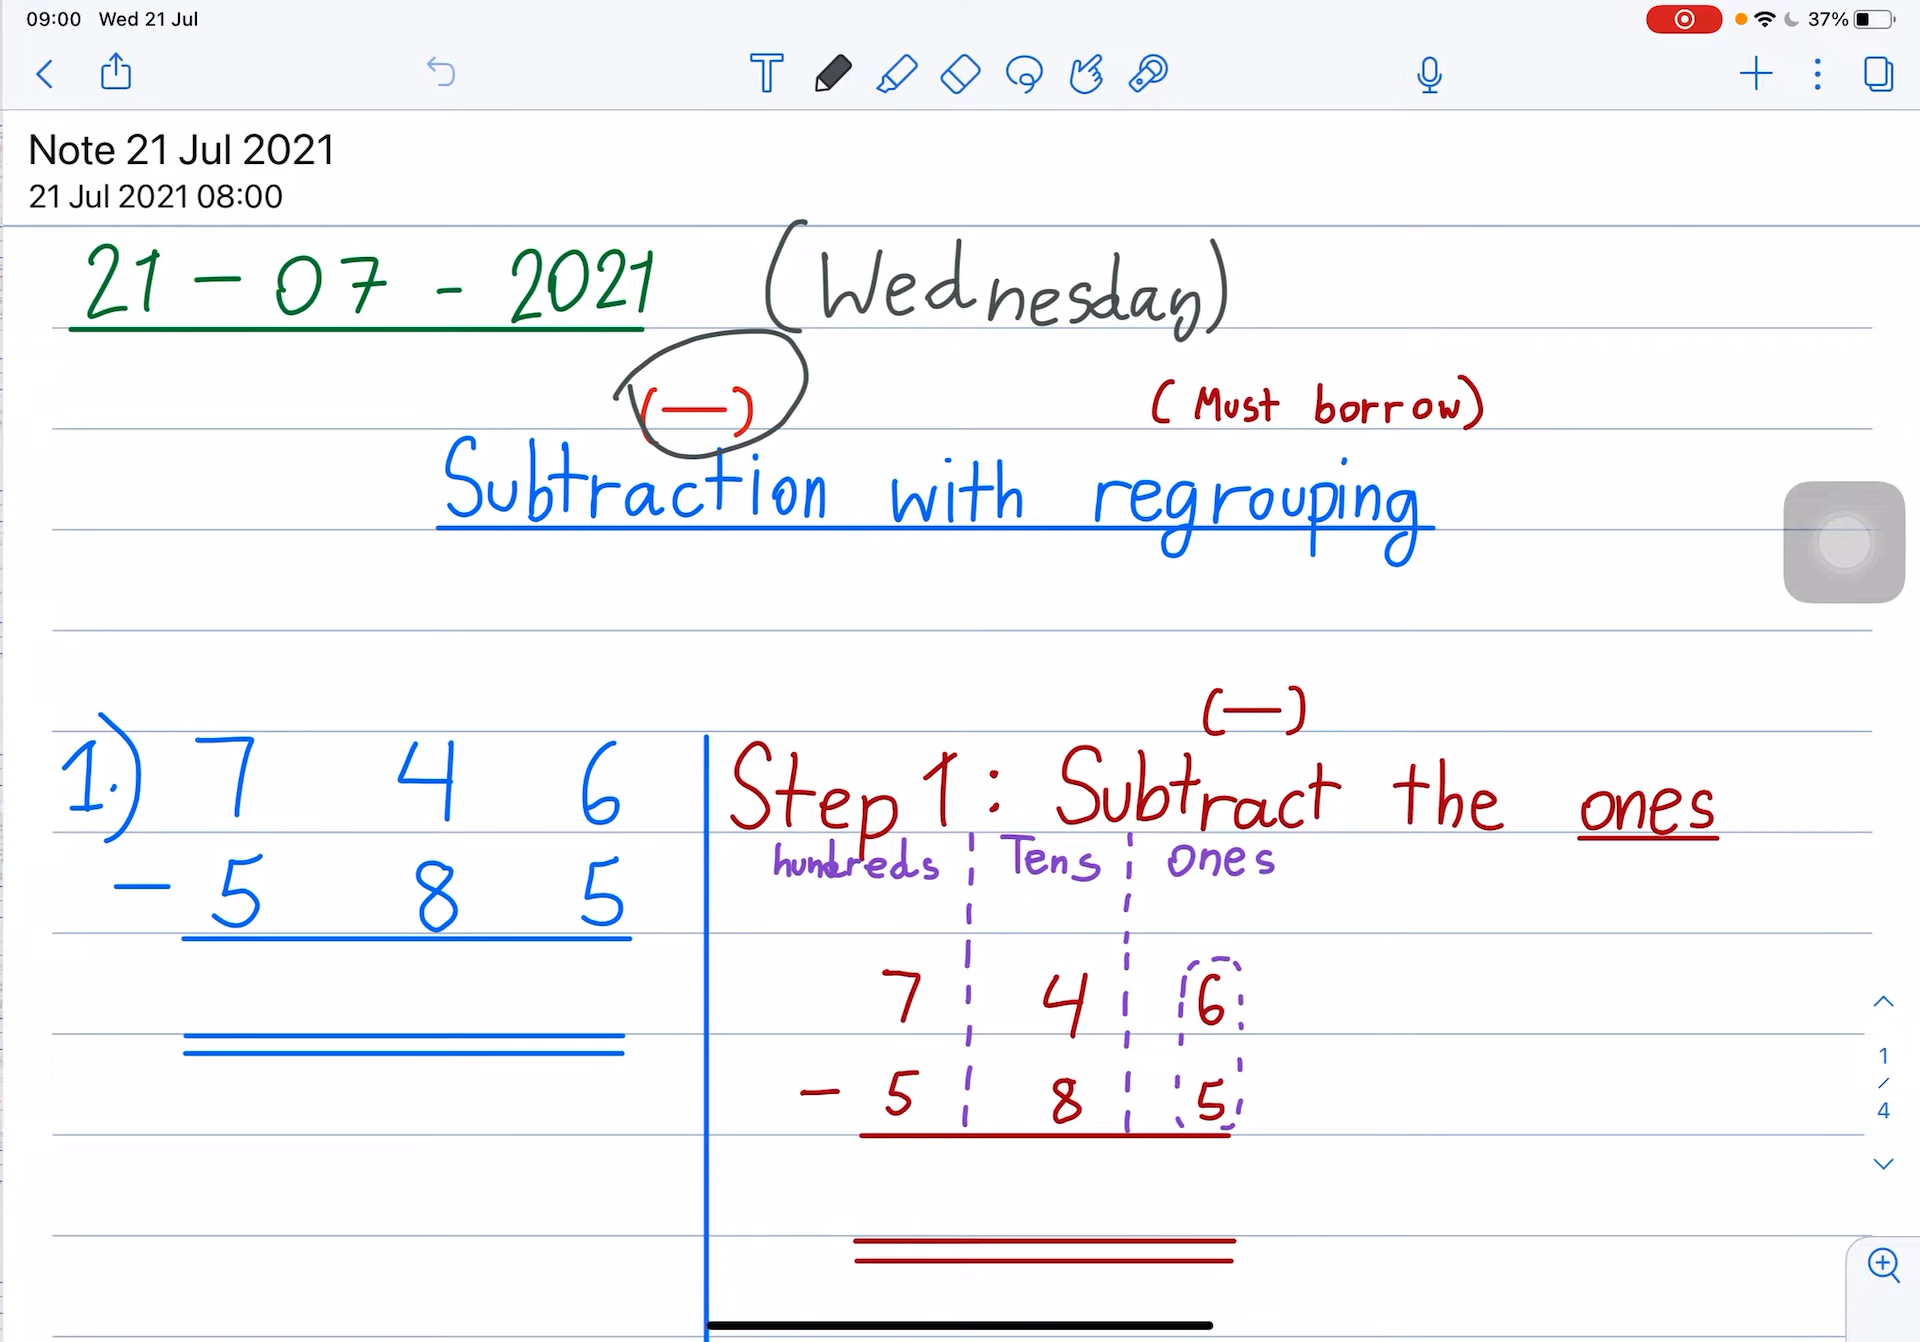 09:00 Wed 21 Jul
37%
Note 21 Jul 2021
21 Jul 2021 08:00
21 - 07 - 2021 (Wednesday)
(—) (Must borrow)
Subtraction with regrouping
(—)
1.) 7 4 6
- 5 8 5
Step 1: Subtract the ones
hundreds Tens ones
7 4 6
- 5 8 5
1
/
4